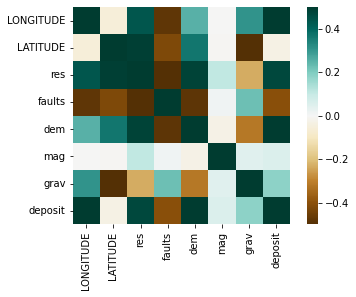 LONGITUDE
LATITUDE
res
faults
dem
mag
grav
deposit
LONGITUDE
LATITUDE
res
faults
dem
mag
grav
deposit
0.4
0.2
0.0
−0.2
−0.4